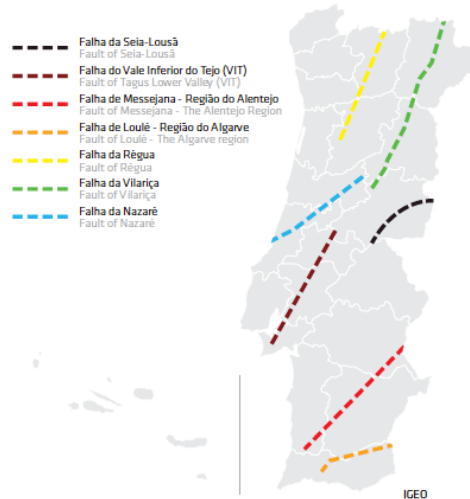 Falha da Seia-Lousã
Fault of Seia-Lousã
Falha do Vale Inferior do Tejo (VIT)
Fault of Tagus Lower Valley (VIT)
Falha de Messejana - Região do Alentejo
Fault of Messejana - The Alentejo Region
Falha de Loulé - Região do Algarve
Fault of Loulé - The Algarve region
Falha da Régua
Fault of Régua
Falha da Vilariça
Fault of Vilariça
Falha da Nazaré
Fault of Nazaré
IGEO